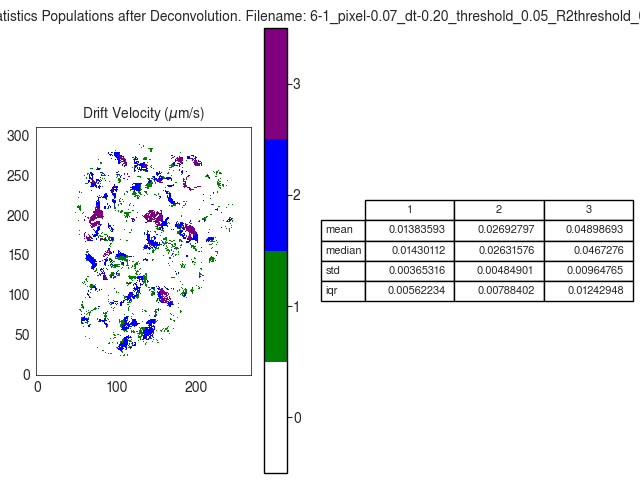 atistics Populations after Deconvolution. Filename: 6-1_pixel-0.07_dt-0.20_threshold_0.05_R2threshold_0
Drift Velocity (μm/s)
300
250
200
150
100
50
0
0 100 200
3
2
1
0
1 2 3
mean 0.01383593 0.02692797 0.04898693
median 0.01430112 0.02631576 0.0467276
std 0.00365316 0.00484901 0.00964765
iqr 0.00562234 0.00788402 0.01242948